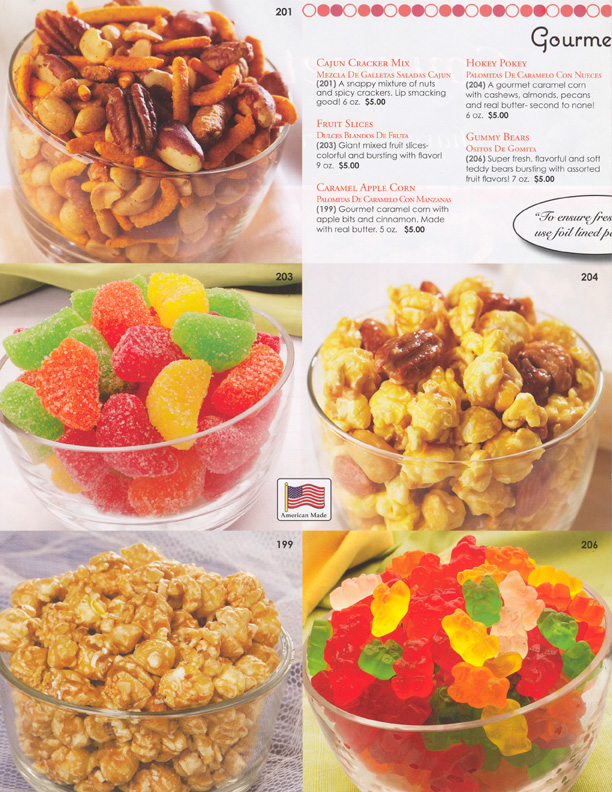 201
Gourme
CAJUN CRACKER MIX
MEZCLA DE GALLETAS SALADAS CAJUN
(201) A snappy mixture of nuts
and spicy crackers. Lip smacking
good! 6 oz. $5.00
FRUIT SLICES
DULCES BLANDOS DE FRUTA
(203) Giant mixed fruit slices-
colorful and bursting with flavor!
9 oz. $5.00
CARAMEL APPLE CORN
PALOMITAS DE CARAMELO CON MANZANAS
(199) Gourmet caramel corn with
apple bits and cinnamon. Made
with real butter. 5 oz. $5.00
HOKEY POKEY
PALOMITAS DE CARAMELO CON NUECES
(204) A gourmet caramel corn
with cashews, almonds, pecans
and real butter- second to none!
6 oz. $5.00
GUMMY BEARS
OSITOS DE GOMITA
(206) Super fresh, flavorful and soft
teddy bears bursting with assorted
fruit flavors! 7 oz. $5.00
"To ensure fres
use foil lined p
203
204
American Made
199
206